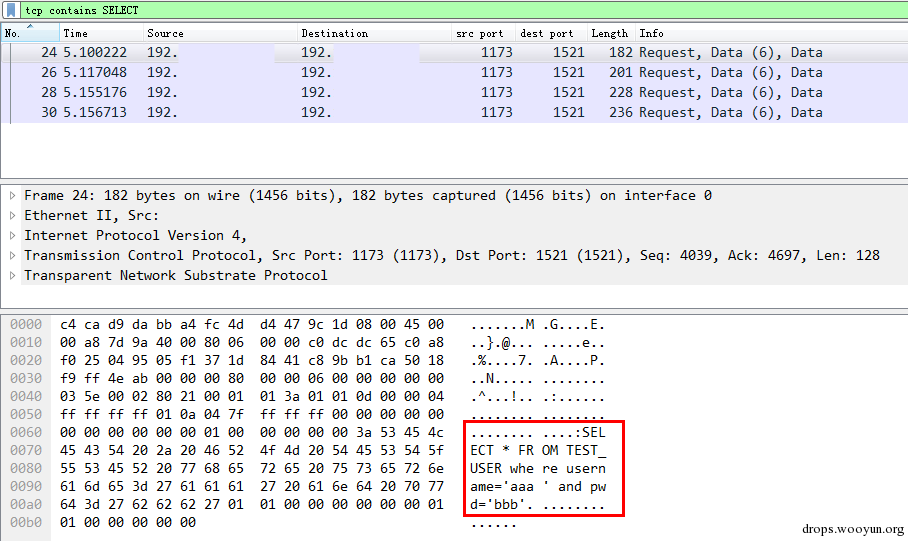 tcp contains SELECT
No. Time Source Destination src port dest port Length Info
24 5.100222 192. 192. 1173 1521 182 Request, Data (6), Data
26 5.117048 192. 192. 1173 1521 201 Request, Data (6), Data
28 5.155176 192. 192. 1173 1521 228 Request, Data (6), Data
30 5.156713 192. 192. 1173 1521 236 Request, Data (6), Data
Frame 24: 182 bytes on wire (1456 bits), 182 bytes captured (1456 bits) on interface 0
Ethernet II, Src:
Internet Protocol Version 4,
Transmission Control Protocol, Src Port: 1173 (1173), Dst Port: 1521 (1521), Seq: 4039, Ack: 4697, Len: 128
Transparent Network Substrate Protocol
0000 c4 ca d9 da bb a4 fc 4d d4 47 9c 1d 08 00 45 00 .......M .G....E.
0010 00 a8 7d 9a 40 00 80 06 00 00 c0 dc dc 65 c0 a8 ..}.@... .....e..
0020 f0 25 04 95 05 f1 37 1d 84 41 c8 9b b1 ca 50 18 .%....7. .A....P.
0030 f9 ff 4e ab 00 00 00 80 00 00 06 00 00 00 00 00 ..N..... ........
0040 03 5e 00 02 80 21 00 01 01 3a 01 01 0d 00 00 04 .^...!.. .:......
0050 ff ff ff ff 01 0a 04 7f ff ff ff 00 00 00 00 00 ........ ........
0060 00 00 00 00 00 01 00 00 00 00 00 3a 53 45 4c ........ ....:SEL
0070 45 43 54 20 2a 20 46 52 4f 4d 20 54 45 53 54 5f ECT * FR OM TEST_
0080 55 53 45 52 20 77 68 65 72 65 20 75 73 65 72 6e USER whe re usern
0090 61 6d 65 3d 27 61 61 61 27 20 61 6e 64 20 70 77 ame='aaa ' and pw
00a0 64 3d 27 62 62 62 27 01 01 00 00 00 00 00 00 01 d='bbb'. ........
00b0 01 00 00 00 00 00 ......
drops.wooyun.org